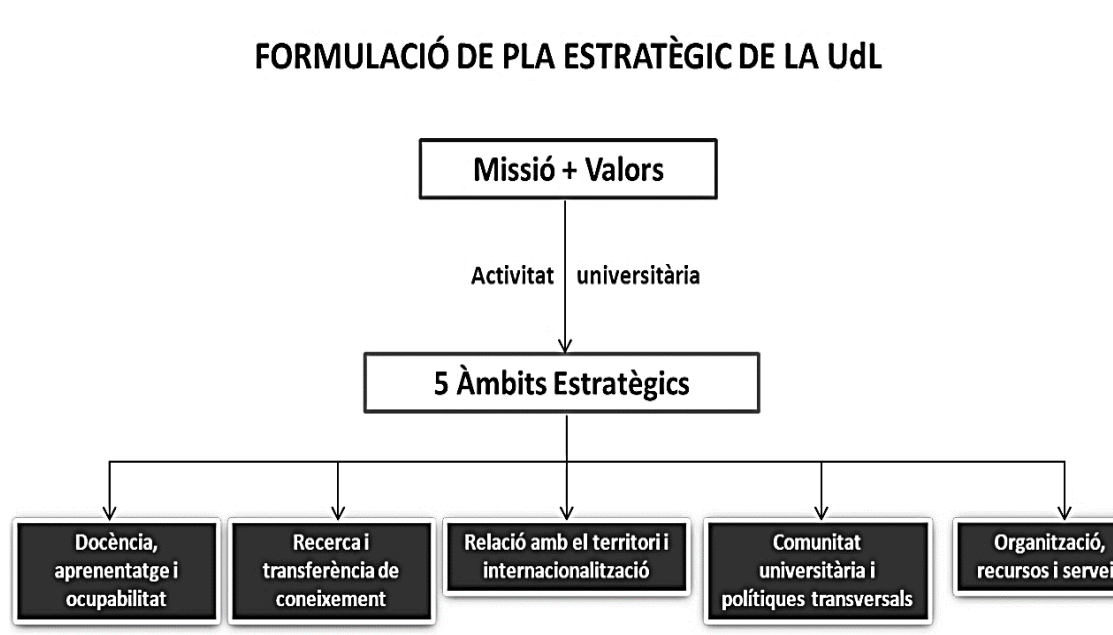 FORMULACIÓ DE PLA ESTRATÈGIC DE LA UdL
Missió + Valors
Activitat universitària
5 Àmbits Estratègics
Docència,
aprenentatge i
ocupabilitat
Recerca i
transferència de
coneixement
Relació amb el territori i
internacionalització
Comunitat
universitària i
polítiques transversals
Organització,
recursos i